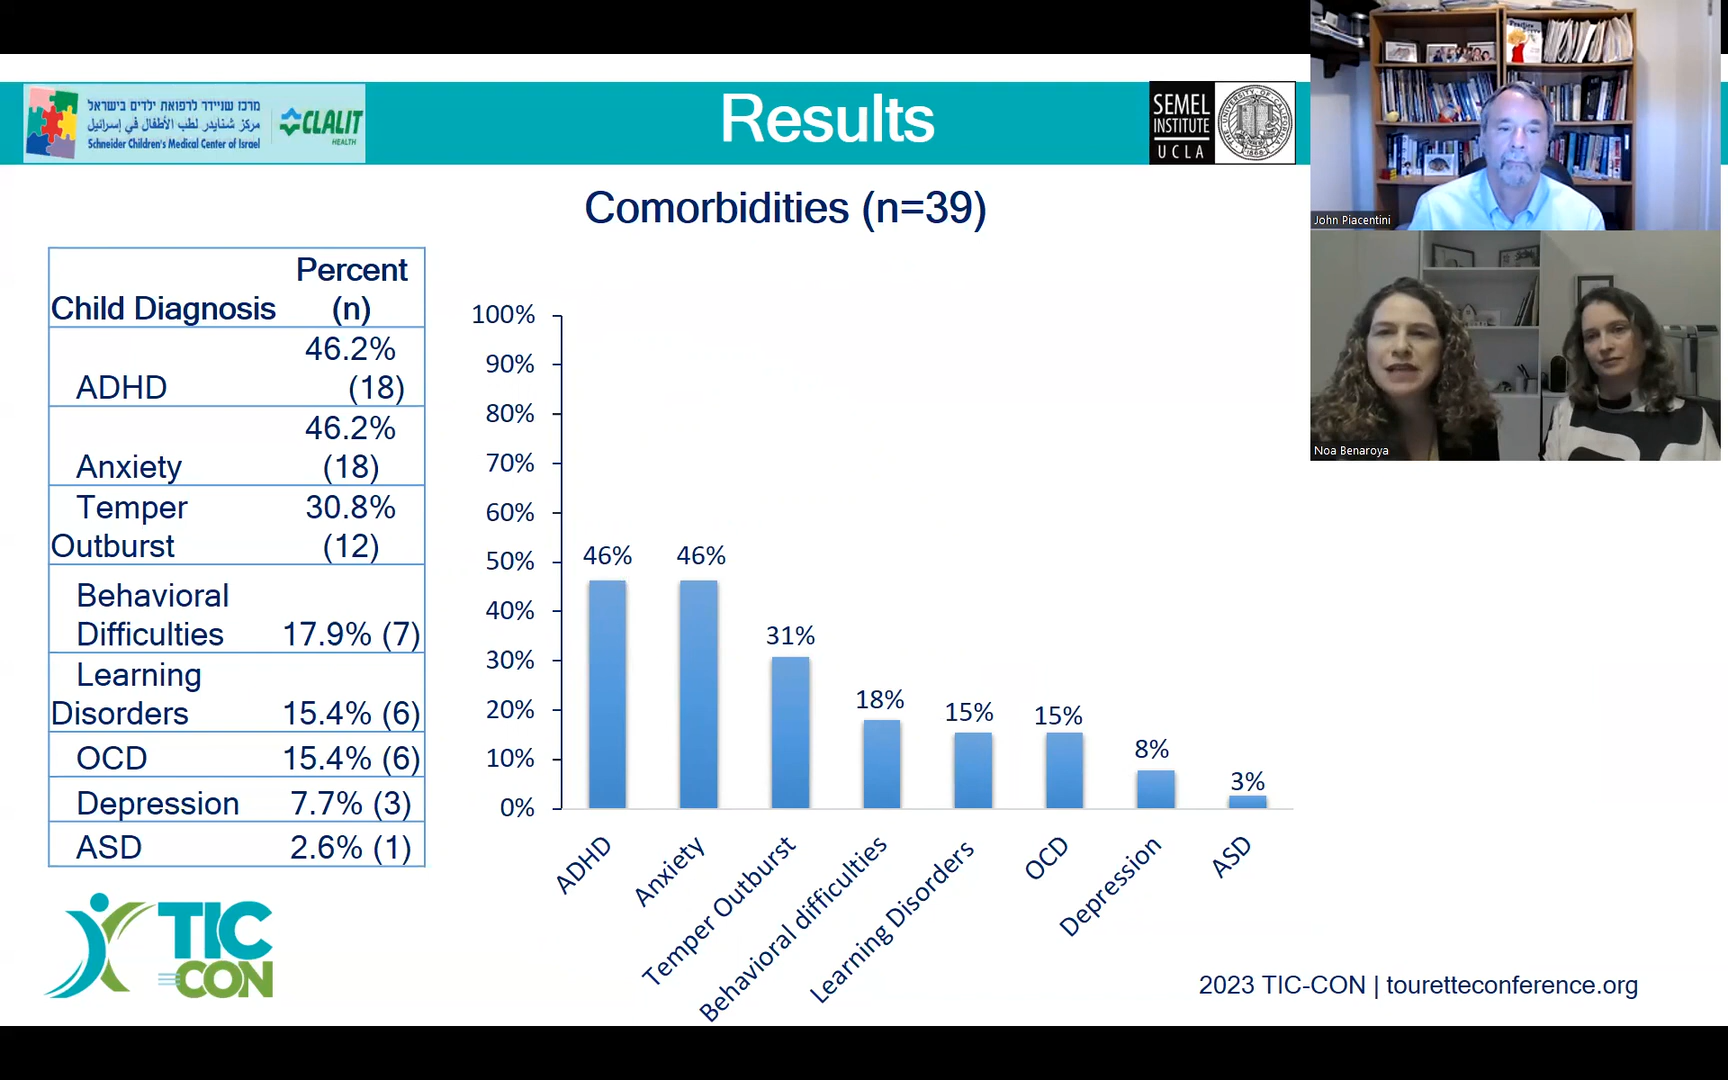 מרכז שניידר לרפואת ילדים בישראל
مركز شنايدر لطب الأطفال في إسرائيل
Schneider Children's Medical Center of Israel
CLALIT
HEALTH
Results
SEMEL
INSTITUTE
UCLA
John Piacentini
Noa Benaroya
Comorbidities (n=39)
Child Diagnosis Percent (n)
ADHD 46.2% (18)
Anxiety 46.2% (18)
Temper Outburst 30.8% (12)
Behavioral Difficulties 17.9% (7)
Learning Disorders 15.4% (6)
OCD 15.4% (6)
Depression 7.7% (3)
ASD 2.6% (1)
100%
90%
80%
70%
60%
50%
40%
30%
20%
10%
0%
46%
46%
31%
18%
15%
15%
8%
3%
ADHD
Anxiety
Temper Outburst
Behavioral difficulties
Learning Disorders
OCD
Depression
ASD
TIC
CON
2023 TIC-CON | touretteconference.org